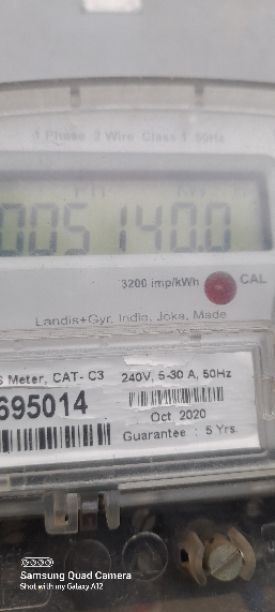 1 Phase 2 Wire Class 1 50Hz
005140.0
3200 imp/kWh CAL
Landis+Gyr, India, Joka, Made
S Meter, CAT- C3 240V, 5-30 A, 50Hz
695014
Oct 2020
Guarantee : 5 Yrs.
Samsung Quad Camera
Shot with my Galaxy A12